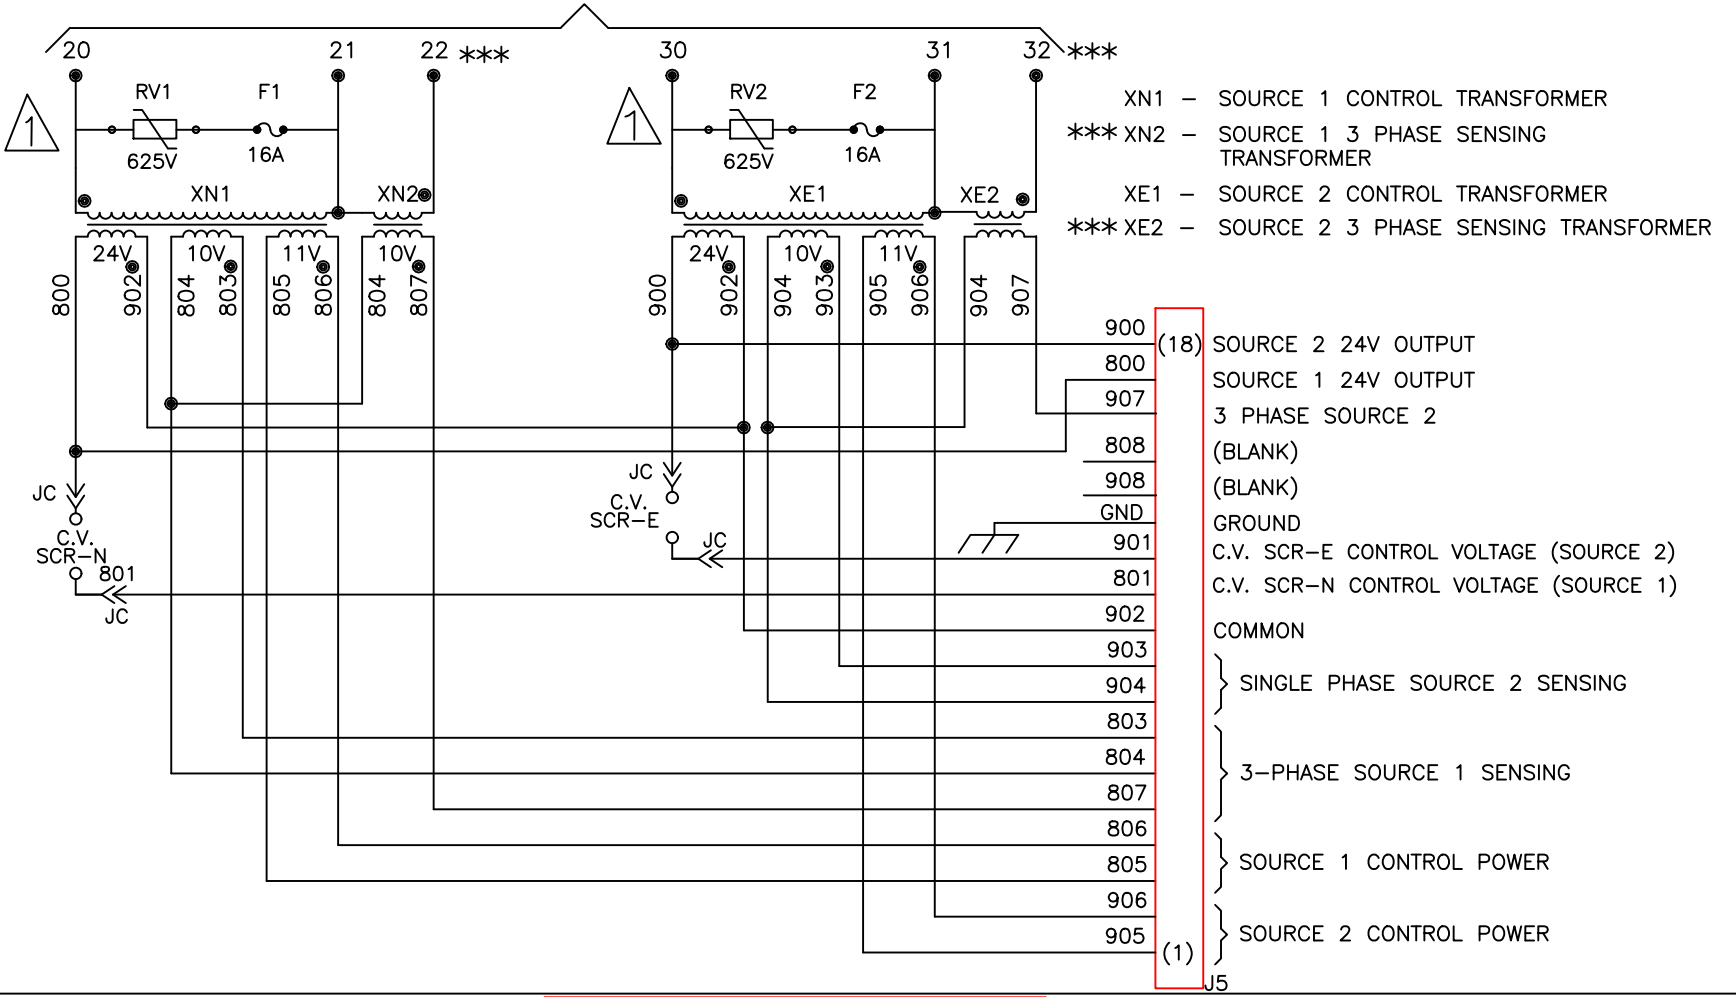 20
21
22 ***
30
31
32 ***
RV1
F1
625V
16A
1
RV2
F2
625V
16A
1
XN1 – SOURCE 1 CONTROL TRANSFORMER
*** XN2 – SOURCE 1 3 PHASE SENSING
TRANSFORMER
XE1 – SOURCE 2 CONTROL TRANSFORMER
*** XE2 – SOURCE 2 3 PHASE SENSING TRANSFORMER
XN1
XN2
XE1
XE2
24V
10V
11V
10V
24V
10V
11V
800
902
804
803
805
806
804
807
900
902
904
903
905
906
904
907
JC
C.V.
SCR–N
801
JC
JC
C.V.
SCR–E
JC
900 (18) SOURCE 2 24V OUTPUT
800 SOURCE 1 24V OUTPUT
907 3 PHASE SOURCE 2
808 (BLANK)
908 (BLANK)
GND GROUND
901 C.V. SCR–E CONTROL VOLTAGE (SOURCE 2)
801 C.V. SCR–N CONTROL VOLTAGE (SOURCE 1)
902 COMMON
903
904
SINGLE PHASE SOURCE 2 SENSING
803
804
807
3–PHASE SOURCE 1 SENSING
806
805
SOURCE 1 CONTROL POWER
906
905 (1)
SOURCE 2 CONTROL POWER
J5